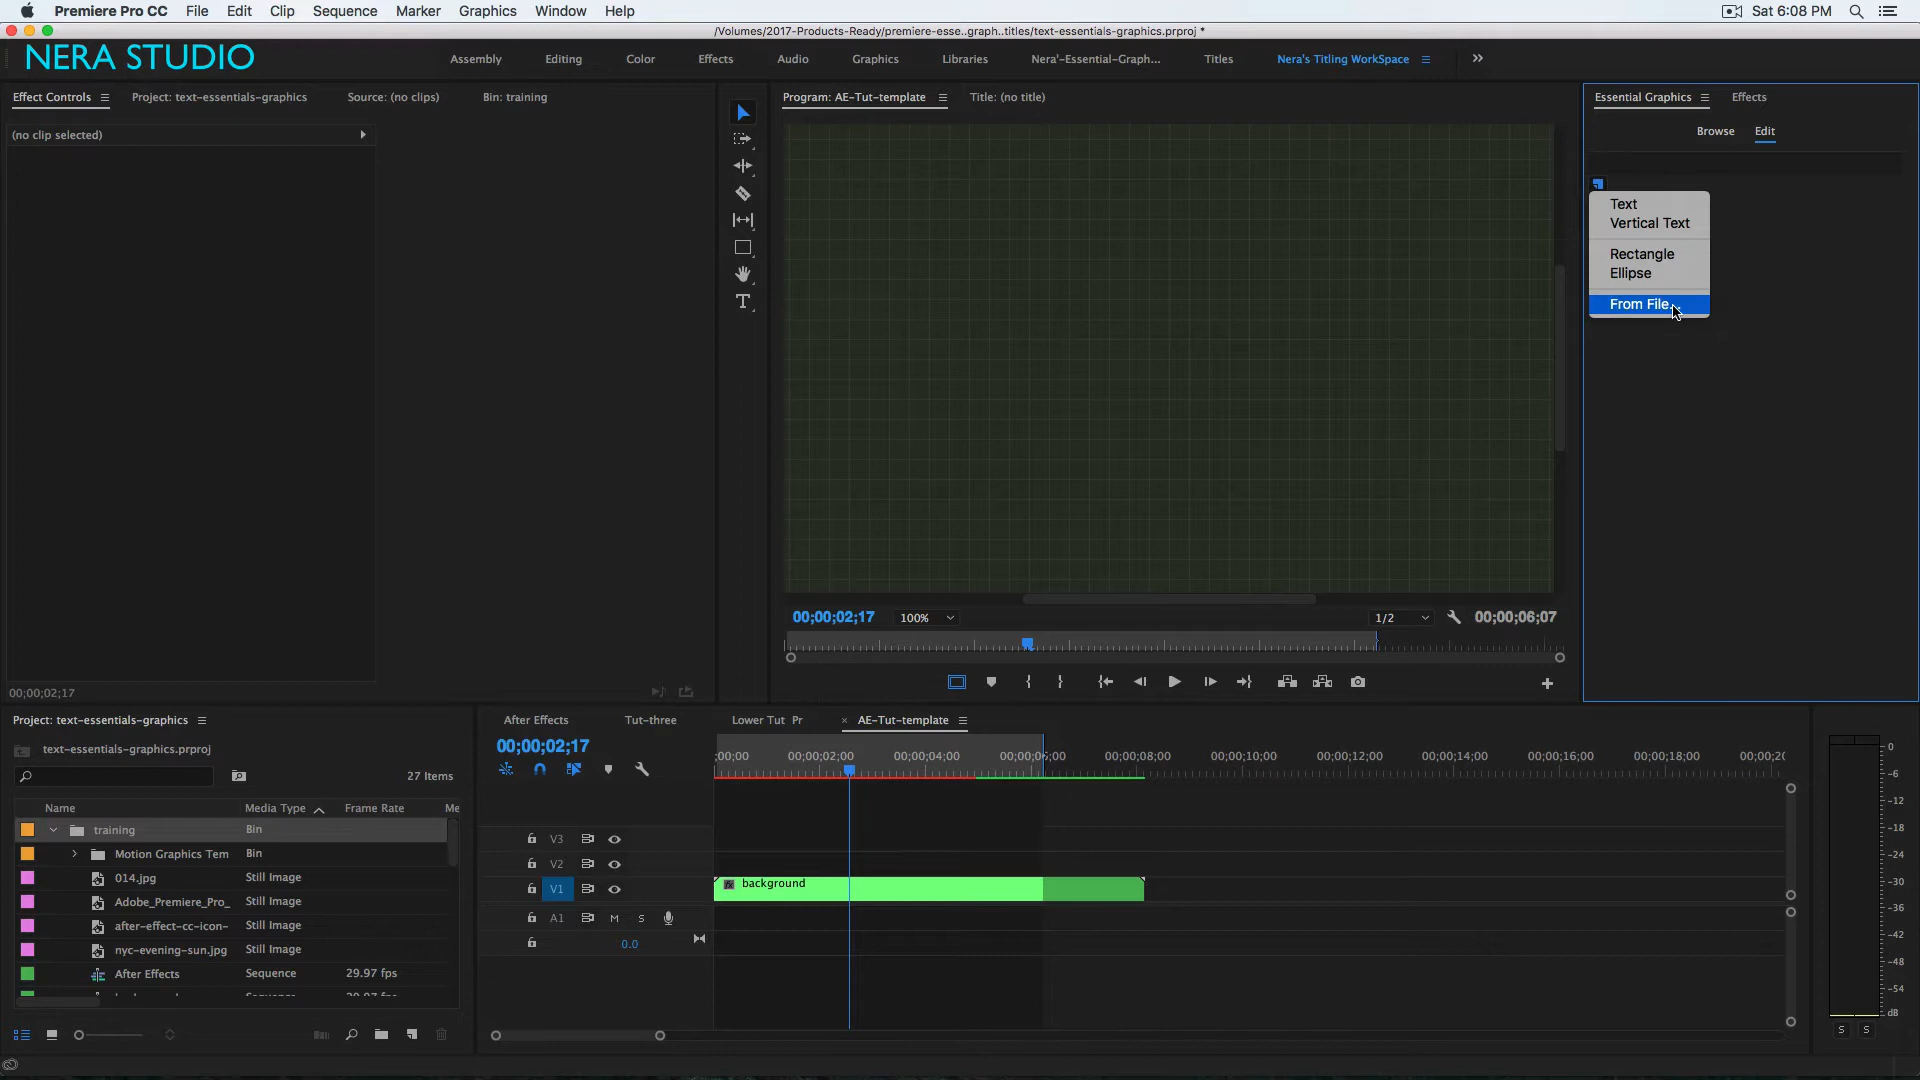 Premiere Pro CC File Edit Clip Sequence Marker Graphics Window Help Sat 6:08 PM
/Volumes/2017-Products-Ready/premiere-esse..graph..titles/text-essentials-graphics.prproj *
NERA STUDIO
Assembly Editing Color Effects Audio Graphics Libraries Nera'-Essential-Graph... Titles Nera's Titling WorkSpace
Effect Controls Project: text-essentials-graphics Source: (no clips) Bin: training
Program: AE-Tut-template Title: (no title)
Essential Graphics Effects
(no clip selected)
Browse Edit
Text
Vertical Text
Rectangle
Ellipse
From File...
T
00;00;02;17 100% 1/2 00;00;06;07
00;00;02;17
Project: text-essentials-graphics
text-essentials-graphics.prproj
27 Items
Name Media Type Frame Rate Me
training Bin
Motion Graphics Tem Bin
014.jpg Still Image
Adobe_Premiere_Pro_ Still Image
after-effect-cc-icon- Still Image
nyc-evening-sun.jpg Still Image
After Effects Sequence 29.97 fps
After Effects Tut-three Lower Tut Pr × AE-Tut-template
00;00;02;17
;00;00 00;00;02;00 00;00;04;00 00;00;06;00 00;00;08;00 00;00;10;00 00;00;12;00 00;00;14;00 00;00;16;00 00;00;18;00 00;00;20
V3
V2
V1 fx background
A1 M S
0.0
0
-6
-12
-18
-24
-30
-36
-42
-48
-54
dB
S S